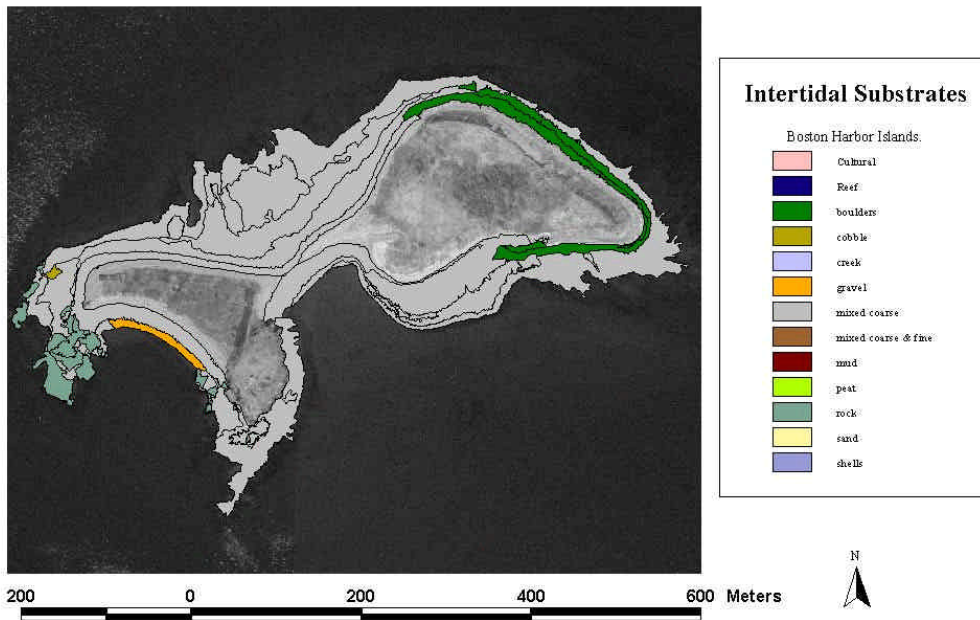 Intertidal Substrates
Boston Harbor Islands.
Cultural
Reef
boulders
cobble
creek
gravel
mixed coarse
mixed coarse & fine
mud
peat
rock
sand
shells
N
200 0 200 400 600 Meters